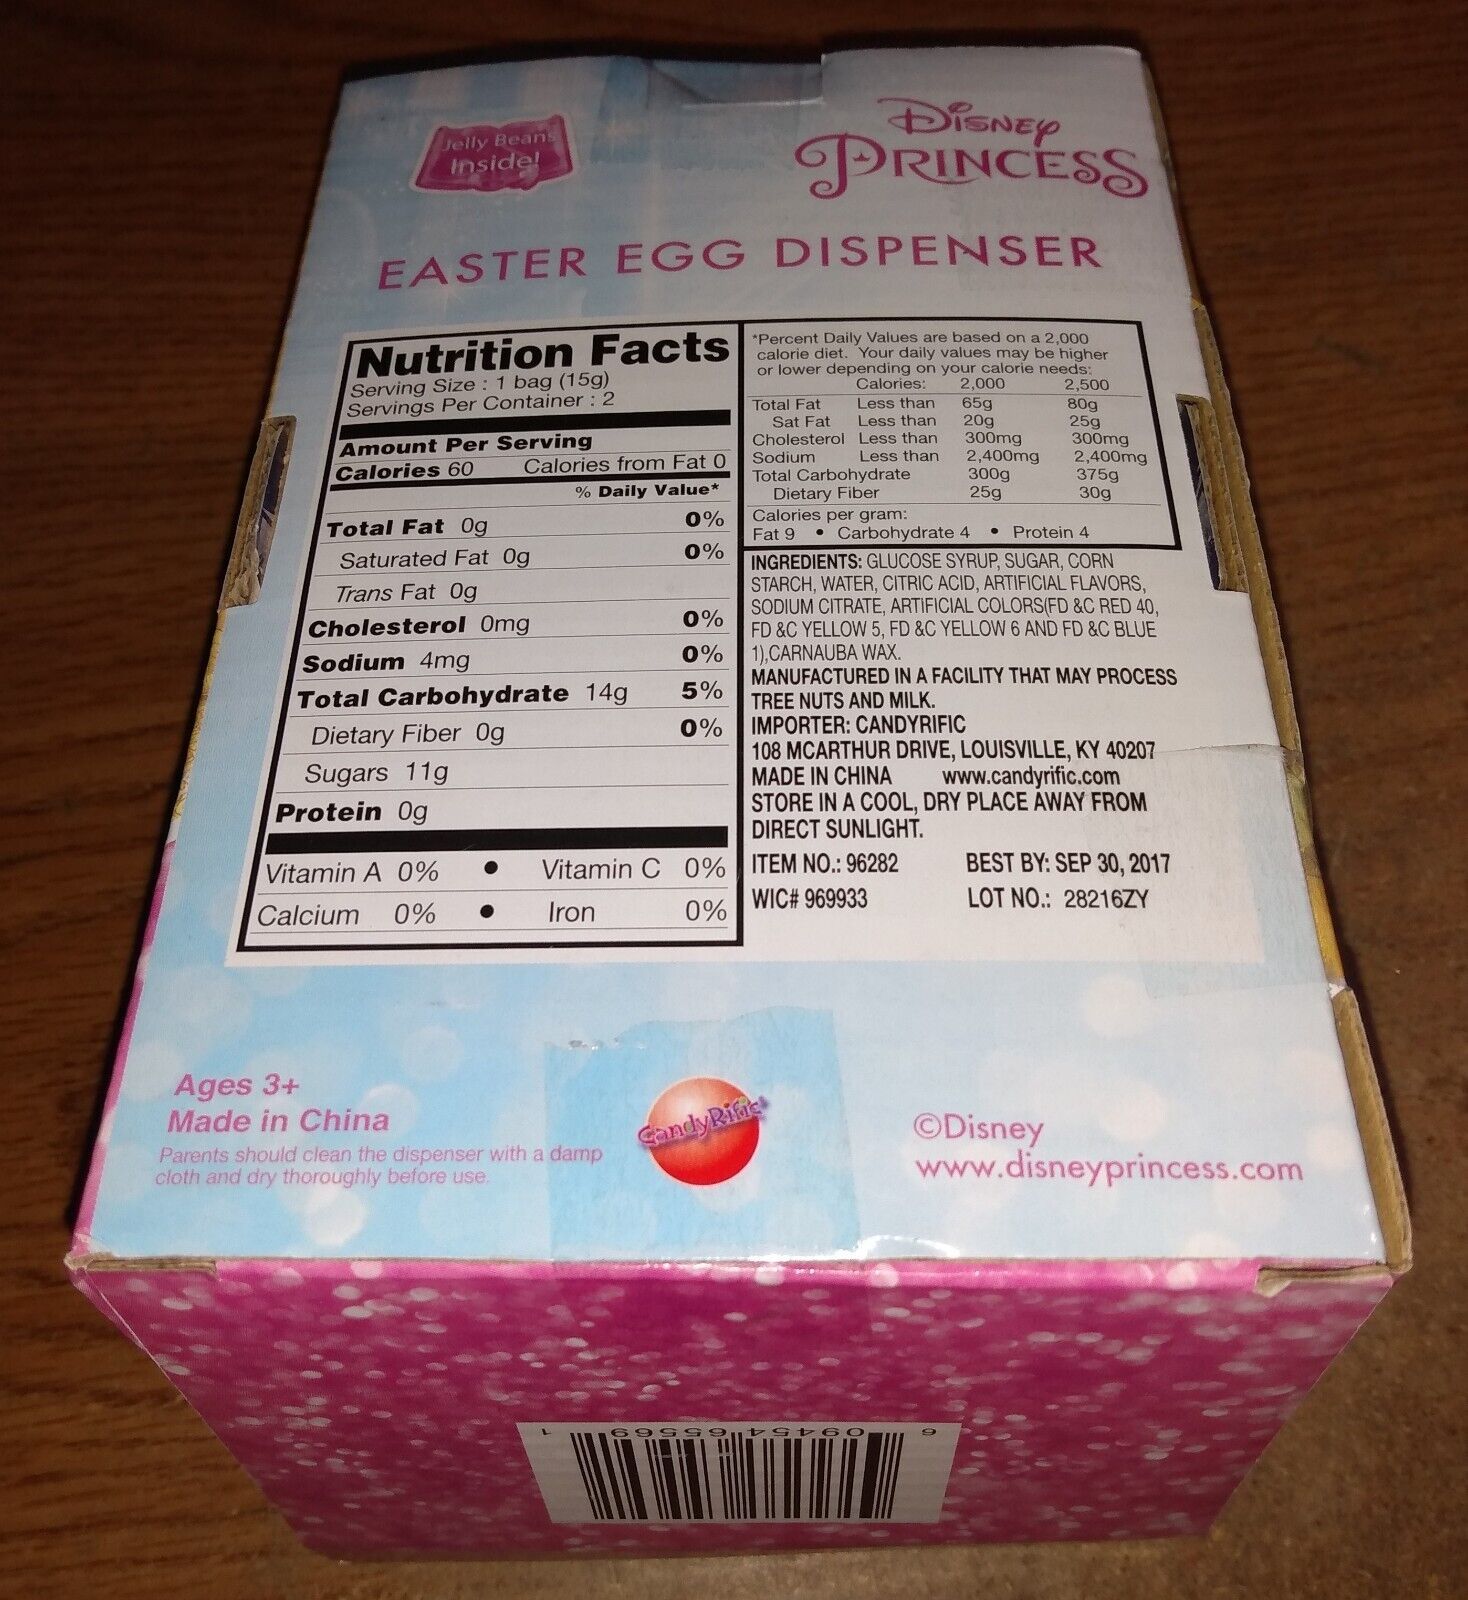 Jelly Beans
Inside!
DISNEY
PRINCESS
EASTER EGG DISPENSER
Nutrition Facts
Serving Size : 1 bag (15g)
Servings Per Container : 2
Amount Per Serving
Calories 60 Calories from Fat 0
% Daily Value*
Total Fat 0g 0%
Saturated Fat 0g 0%
Trans Fat 0g
Cholesterol 0mg 0%
Sodium 4mg 0%
Total Carbohydrate 14g 5%
Dietary Fiber 0g 0%
Sugars 11g
Protein 0g
Vitamin A 0% • Vitamin C 0%
Calcium 0% • Iron 0%
*Percent Daily Values are based on a 2,000
calorie diet. Your daily values may be higher
or lower depending on your calorie needs:
Calories: 2,000 2,500
Total Fat Less than 65g 80g
Sat Fat Less than 20g 25g
Cholesterol Less than 300mg 300mg
Sodium Less than 2,400mg 2,400mg
Total Carbohydrate 300g 375g
Dietary Fiber 25g 30g
Calories per gram:
Fat 9 • Carbohydrate 4 • Protein 4
INGREDIENTS: GLUCOSE SYRUP, SUGAR, CORN
STARCH, WATER, CITRIC ACID, ARTIFICIAL FLAVORS,
SODIUM CITRATE, ARTIFICIAL COLORS(FD &C RED 40,
FD &C YELLOW 5, FD &C YELLOW 6 AND FD &C BLUE
1),CARNAUBA WAX.
MANUFACTURED IN A FACILITY THAT MAY PROCESS
TREE NUTS AND MILK.
IMPORTER: CANDYRIFIC
108 MCARTHUR DRIVE, LOUISVILLE, KY 40207
MADE IN CHINA www.candyrific.com
STORE IN A COOL, DRY PLACE AWAY FROM
DIRECT SUNLIGHT.
ITEM NO.: 96282 BEST BY: SEP 30, 2017
WIC# 969933 LOT NO.: 28216ZY
Ages 3+
Made in China
Parents should clean the dispenser with a damp
cloth and dry thoroughly before use.
CandyRific
©Disney
www.disneyprincess.com
6 09454 65569 1